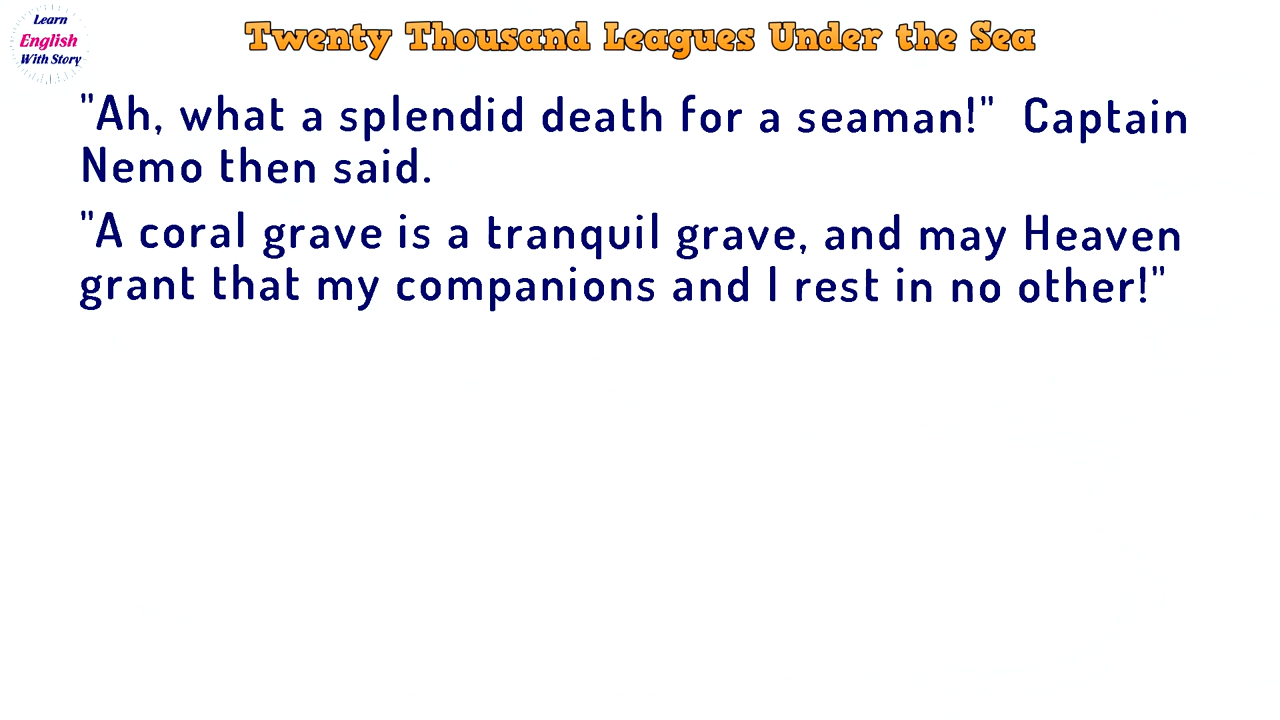 Learn
English
With Story
Twenty Thousand Leagues Under the Sea
"Ah, what a splendid death for a seaman!"  Captain
Nemo then said.
"A coral grave is a tranquil grave, and may Heaven
grant that my companions and I rest in no other!"